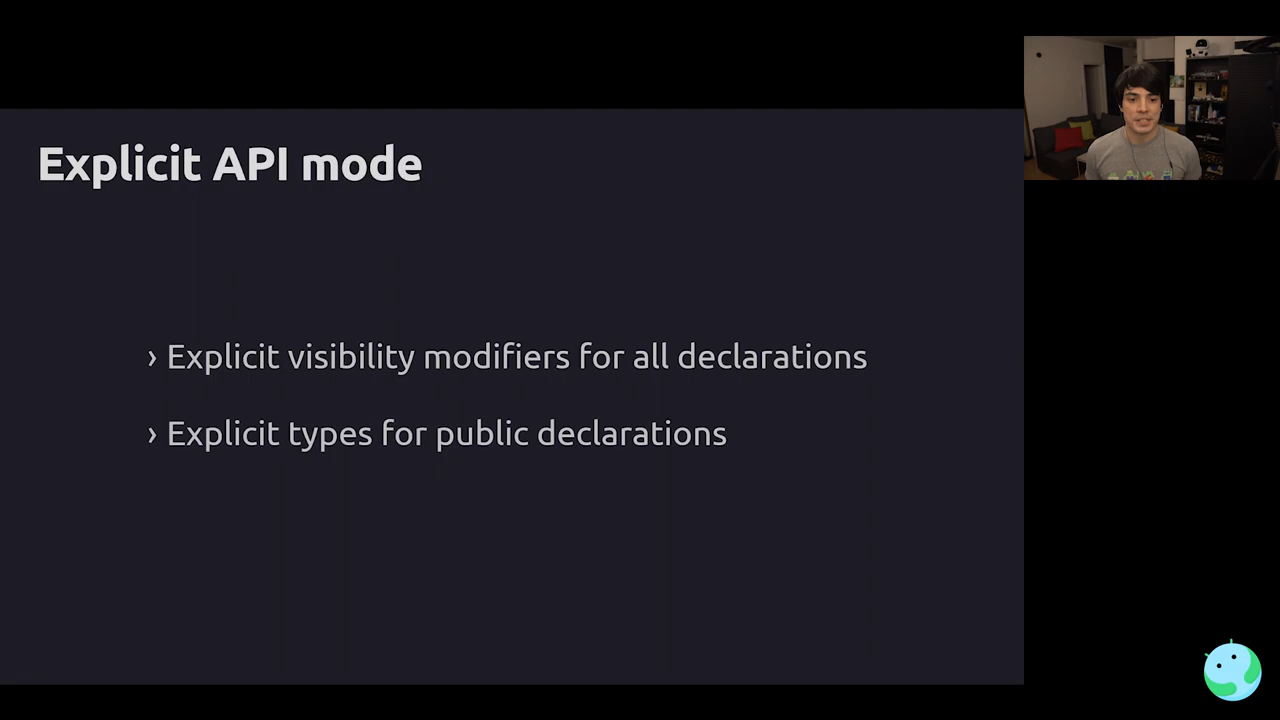 Explicit API mode
› Explicit visibility modifiers for all declarations
› Explicit types for public declarations